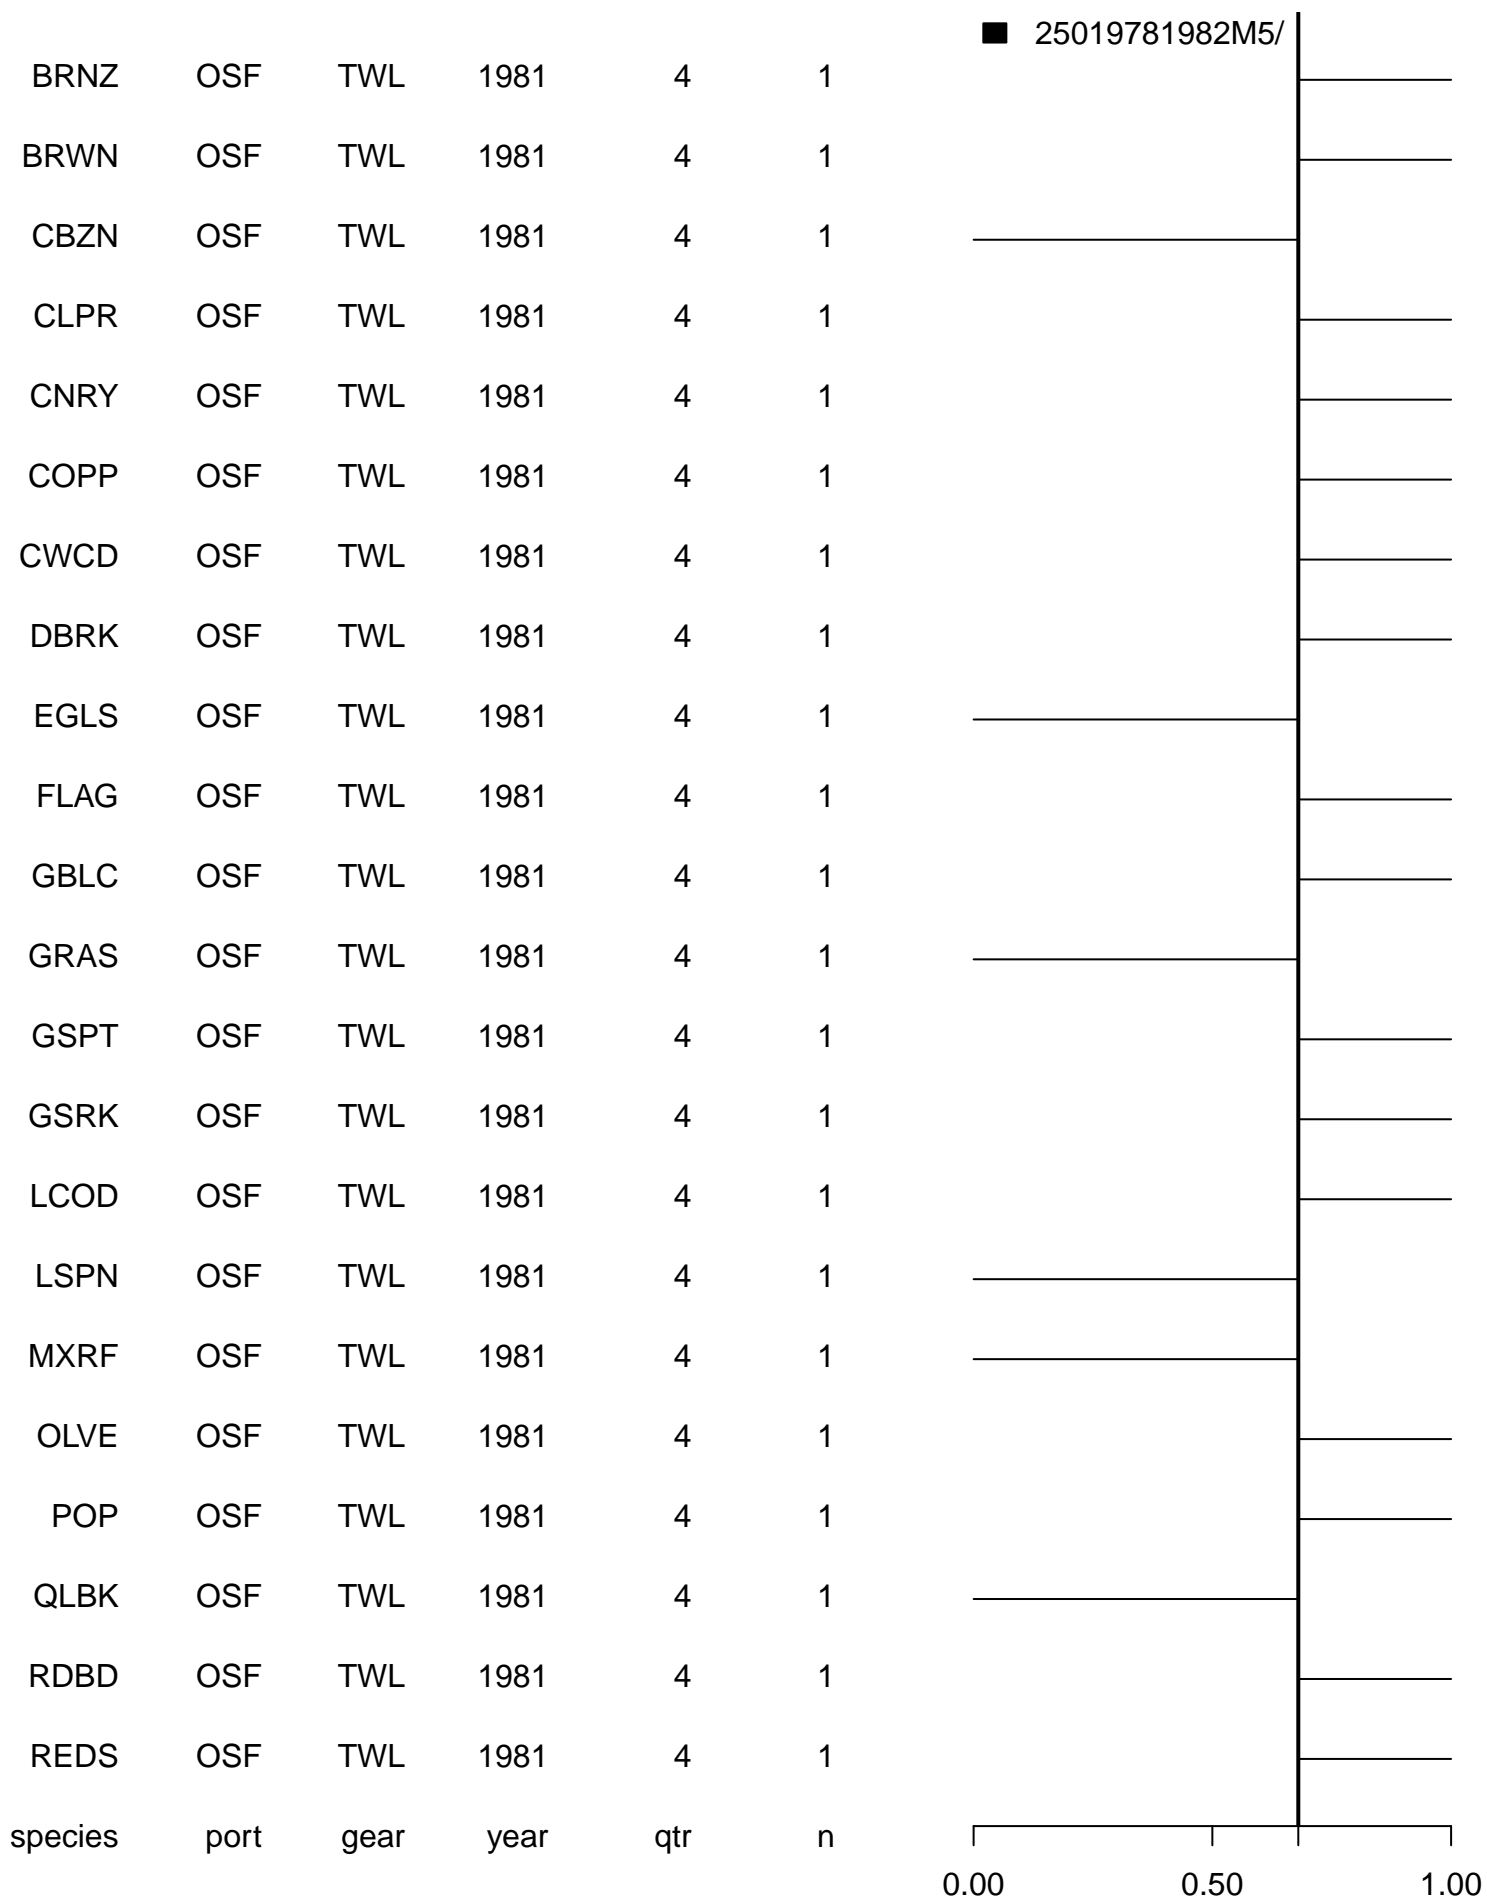 25019781982M5/
BRNZ OSF TWL 1981 4 1
BRWN OSF TWL 1981 4 1
CBZN OSF TWL 1981 4 1
CLPR OSF TWL 1981 4 1
CNRY OSF TWL 1981 4 1
COPP OSF TWL 1981 4 1
CWCD OSF TWL 1981 4 1
DBRK OSF TWL 1981 4 1
EGLS OSF TWL 1981 4 1
FLAG OSF TWL 1981 4 1
GBLC OSF TWL 1981 4 1
GRAS OSF TWL 1981 4 1
GSPT OSF TWL 1981 4 1
GSRK OSF TWL 1981 4 1
LCOD OSF TWL 1981 4 1
LSPN OSF TWL 1981 4 1
MXRF OSF TWL 1981 4 1
OLVE OSF TWL 1981 4 1
POP OSF TWL 1981 4 1
QLBK OSF TWL 1981 4 1
RDBD OSF TWL 1981 4 1
REDS OSF TWL 1981 4 1
species port gear year qtr n
0.00 0.50 1.00